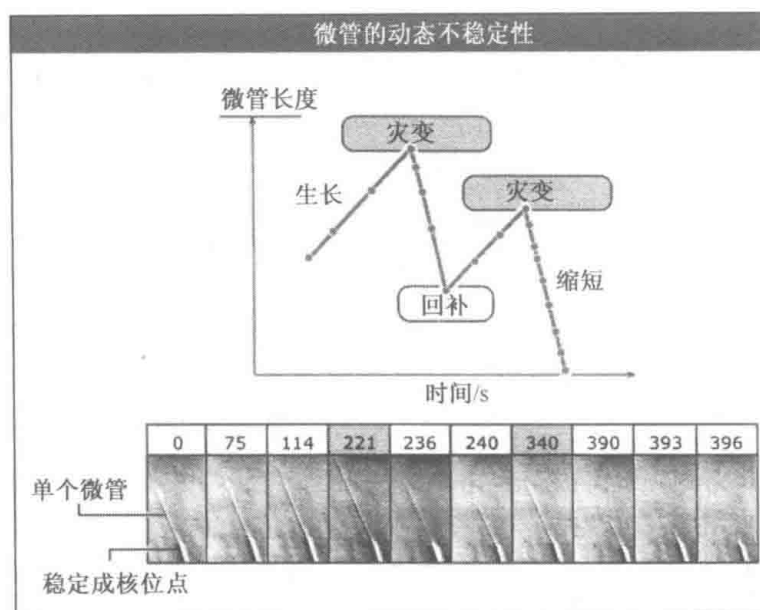 微管的动态不稳定性
微管长度
灾变
生长
灾变
回补
缩短
时间/s
0 75 114 221 236 240 340 390 393 396
单个微管
稳定成核位点